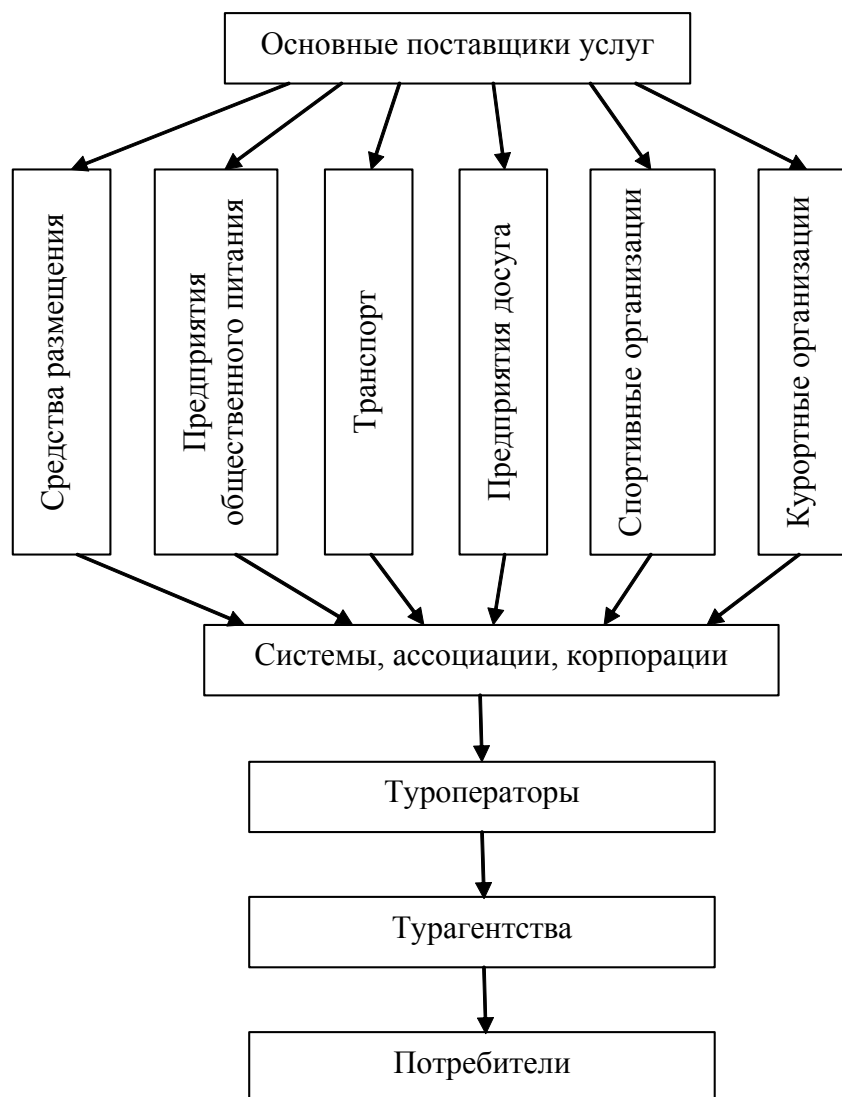 Основные поставщики услуг
Средства размещения
Предприятия
общественного питания
Транспорт
Предприятия досуга
Спортивные организации
Курортные организации
Системы, ассоциации, корпорации
Туроператоры
Турагентства
Потребители